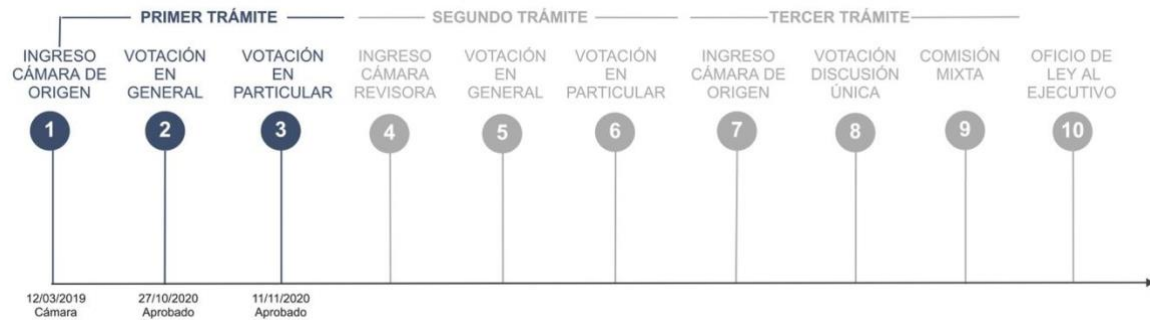 PRIMER TRÁMITE
SEGUNDO TRÁMITE
TERCER TRÁMITE
INGRESO
CÁMARA DE
ORIGEN
VOTACIÓN
EN
GENERAL
VOTACIÓN
EN
PARTICULAR
INGRESO
CÁMARA
REVISORA
VOTACIÓN
EN
GENERAL
VOTACIÓN
EN
PARTICULAR
INGRESO
CÁMARA DE
ORIGEN
VOTACIÓN
DISCUSIÓN
ÚNICA
COMISIÓN
MIXTA
OFICIO DE
LEY AL
EJECUTIVO
1
2
3
4
5
6
7
8
9
10
12/03/2019
Cámara
27/10/2020
Aprobado
11/11/2020
Aprobado